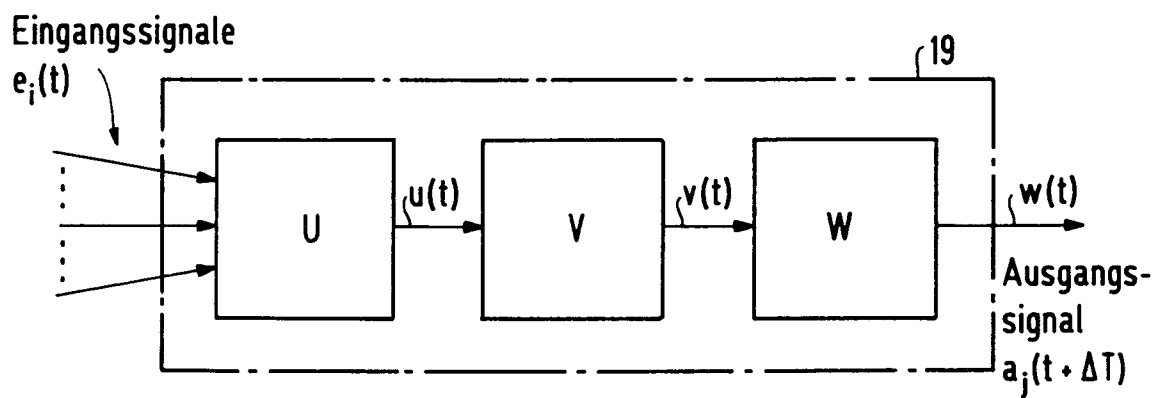 Eingangssignale
e_i(t)
19
U
u(t)
V
v(t)
W
w(t)
Ausgangs-
signal
a_j(t + ΔT)